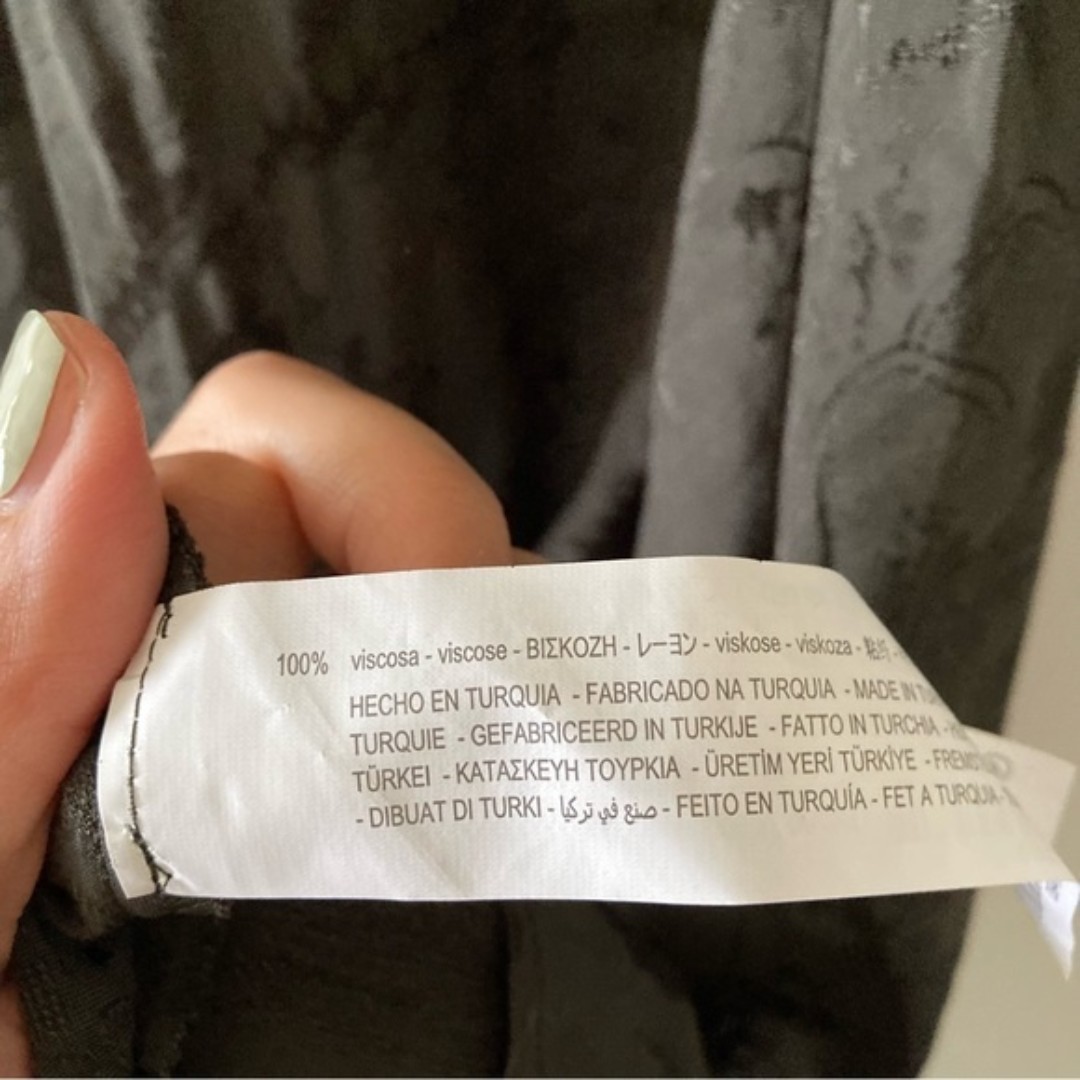 100% viscosa - viscose - ΒΙΣΚΟΖΗ - レーヨン - viskose - viskoza -
HECHO EN TURQUIA - FABRICADO NA TURQUIA - MADE IN
TURQUIE - GEFABRICEERD IN TURKIJE - FATTO IN TURCHIA -
TÜRKEI - ΚΑΤΑΣΚΕΥΗ ΤΟΥΡΚΙΑ - ÜRETİM YERİ TÜRKİYE -
- DIBUAT DI TURKI - صنع في تركيا - FEITO EN TURQUÍA - FET A TURQUIA -